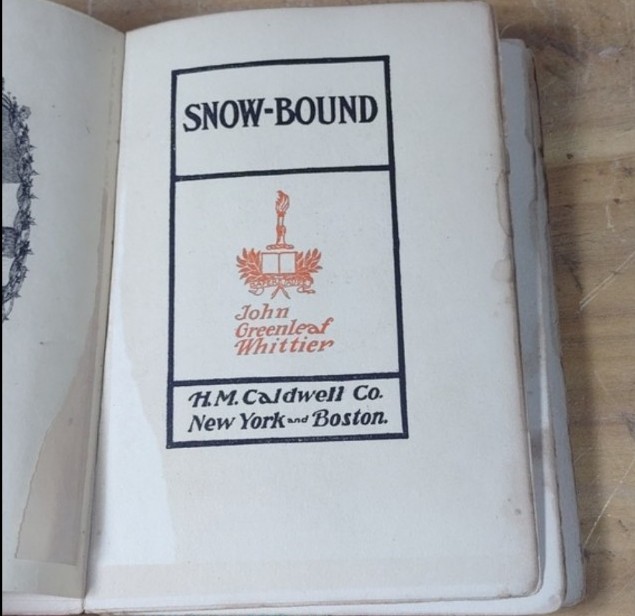 SNOW-BOUND
John
Greenleaf
Whittier
H.M. Caldwell Co.
New York and Boston.